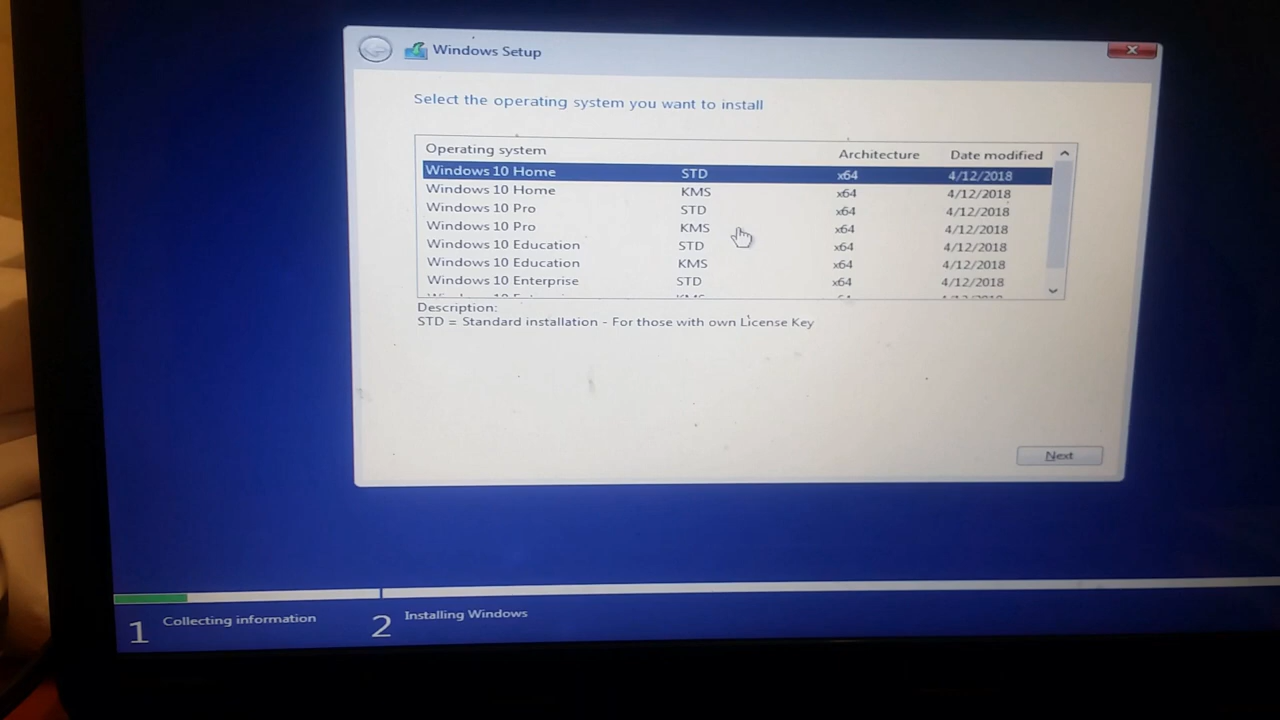 Windows Setup
Select the operating system you want to install
Operating system Architecture Date modified
Windows 10 Home STD x64 4/12/2018
Windows 10 Home KMS x64 4/12/2018
Windows 10 Pro STD x64 4/12/2018
Windows 10 Pro KMS x64 4/12/2018
Windows 10 Education STD x64 4/12/2018
Windows 10 Education KMS x64 4/12/2018
Windows 10 Enterprise STD x64 4/12/2018
Description:
STD = Standard installation - For those with own License Key
Next
1 Collecting information 2 Installing Windows